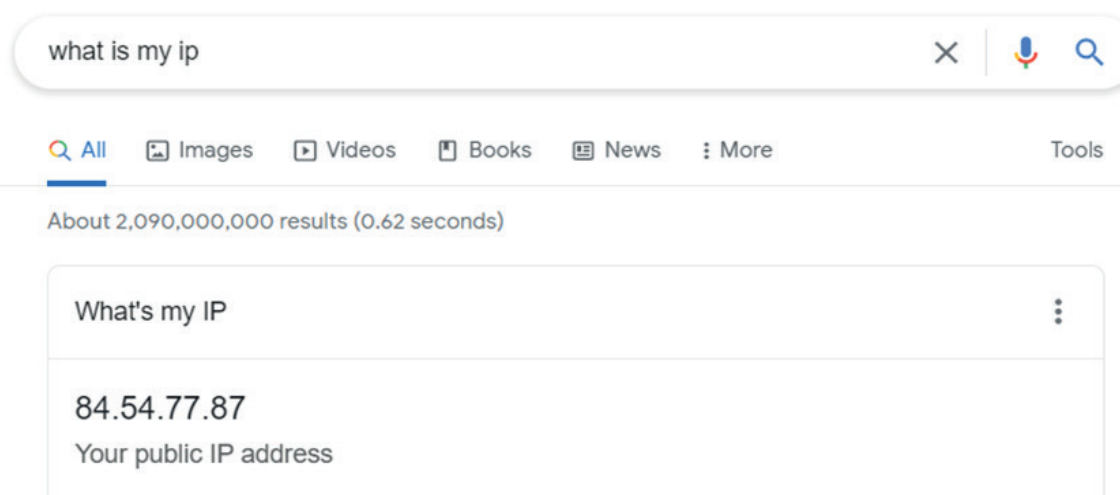 what is my ip
All Images Videos Books News More Tools
About 2,090,000,000 results (0.62 seconds)
What's my IP
84.54.77.87
Your public IP address